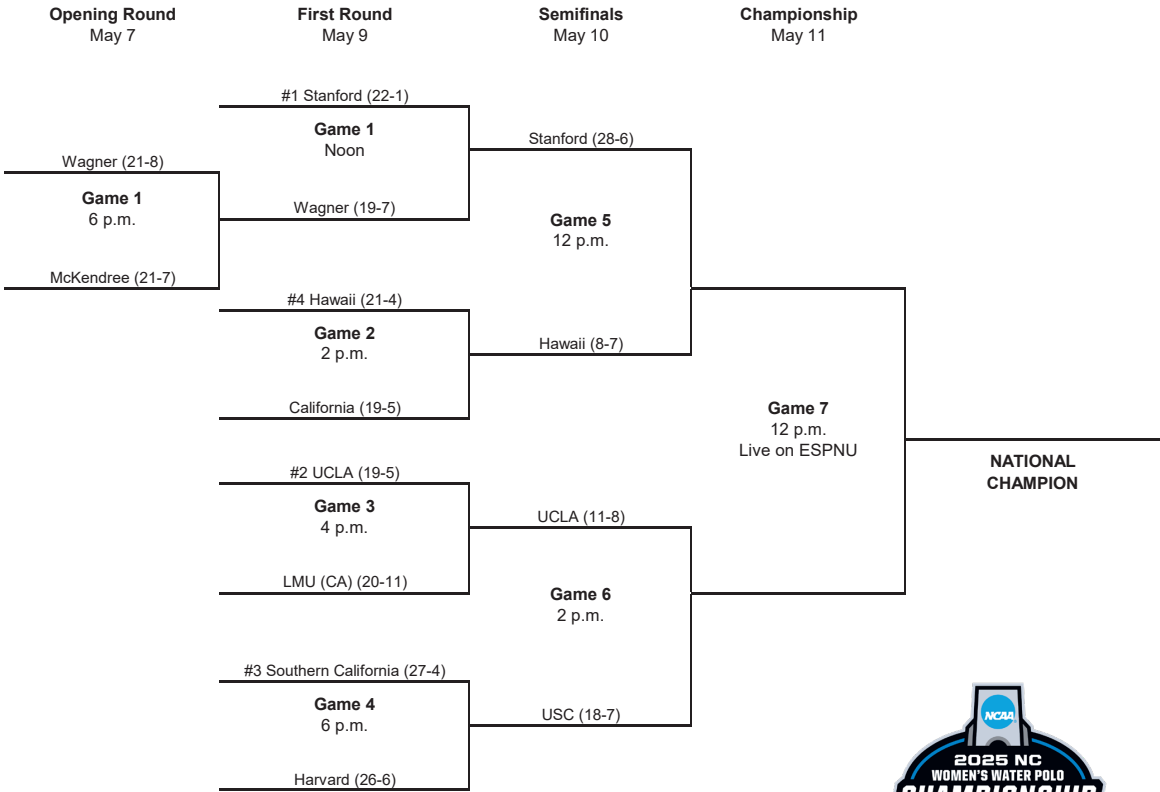 Opening Round
May 7
First Round
May 9
Semifinals
May 10
Championship
May 11
#1 Stanford (22-1)
Game 1
Noon
Stanford (28-6)
Wagner (21-8)
Game 1
6 p.m.
Wagner (19-7)
Game 5
12 p.m.
McKendree (21-7)
#4 Hawaii (21-4)
Game 2
2 p.m.
Hawaii (8-7)
California (19-5)
Game 7
12 p.m.
Live on ESPNU
NATIONAL
CHAMPION
#2 UCLA (19-5)
Game 3
4 p.m.
UCLA (11-8)
LMU (CA) (20-11)
Game 6
2 p.m.
#3 Southern California (27-4)
Game 4
6 p.m.
USC (18-7)
Harvard (26-6)
NCAA
2025 NC
WOMEN'S WATER POLO
CHAMPIONSHIP